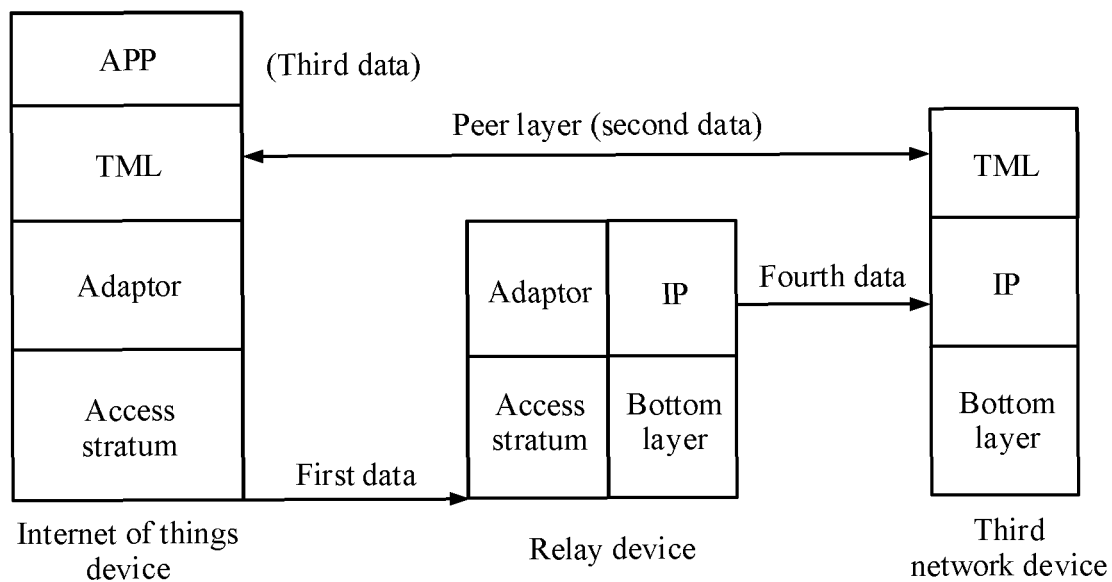 APP
(Third data)
Peer layer (second data)
TML
TML
Adaptor
Adaptor
IP
Fourth data
IP
Access
stratum
Access
stratum
Bottom
layer
Bottom
layer
First data
Internet of things
device
Relay device
Third
network device